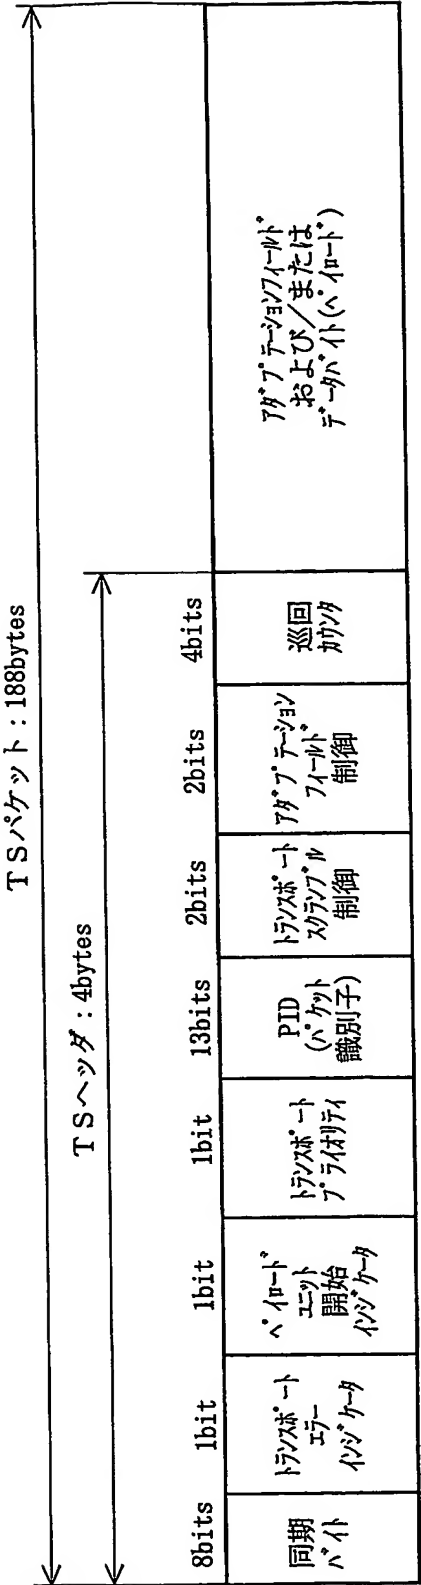 TSパケット：188bytes
TSヘッダ：4bytes
8bits
1bit
1bit
1bit
13bits
2bits
2bits
4bits
同期
ﾊﾞｲﾄ
ﾄﾗﾝｽﾎﾟｰﾄ
ｴﾗｰ
ｲﾝｼﾞｹｰﾀ
ﾍﾟｲﾛｰﾄﾞ
ﾕﾆｯﾄ
開始
ｲﾝｼﾞｹｰﾀ
ﾄﾗﾝｽﾎﾟｰﾄ
ﾌﾟﾗｲｵﾘﾃｨ
PID
(ﾊﾟｹｯﾄ
識別子)
ﾄﾗﾝｽﾎﾟｰﾄ
ｽｸﾗﾝﾌﾞﾙ
制御
ｱﾀﾞﾌﾟﾃｰｼｮﾝ
ﾌｨｰﾙﾄﾞ
制御
巡回
ｶｳﾝﾀ
ｱﾀﾞﾌﾟﾃｰｼｮﾝﾌｨｰﾙﾄﾞ
および／または
ﾃﾞｰﾀﾊﾞｲﾄ(ﾍﾟｲﾛｰﾄﾞ)